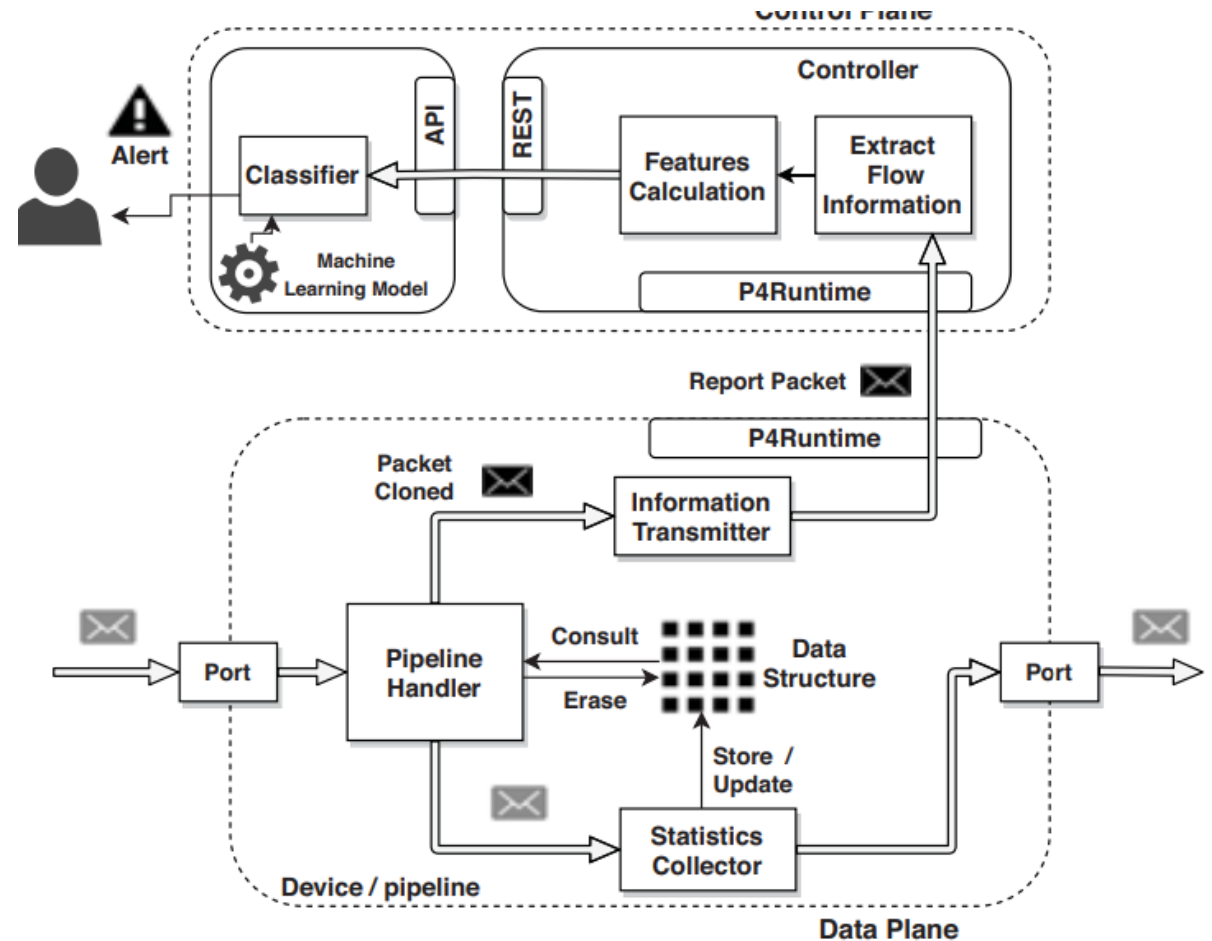 Control Plane
Controller
Alert
API
REST
Classifier
Features
Calculation
Extract
Flow
Information
Machine
Learning Model
P4Runtime
Report Packet
P4Runtime
Packet
Cloned
Information
Transmitter
Port
Pipeline
Handler
Consult
Erase
Data
Structure
Port
Store /
Update
Statistics
Collector
Device / pipeline
Data Plane